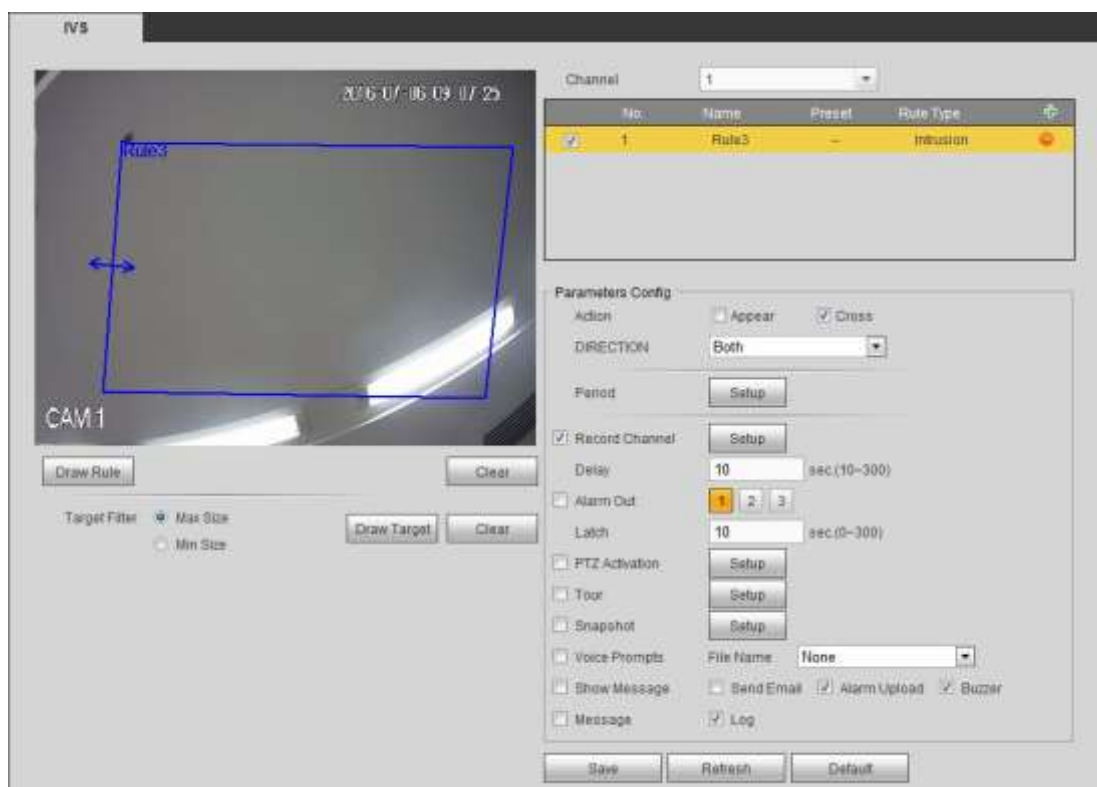 IVS
2016-07-06 09:07:25
Rule3
CAM 1
Draw Rule
Clear
Target Filter Max Size
Draw Target Clear
Min Size
Channel 1
No. Name Preset Rule Type
1 Rule3 -- Intrusion
Parameters Config
Action Appear Cross
DIRECTION Both
Period Setup
Record Channel Setup
Delay 10 sec.(10~300)
Alarm Out 1 2 3
Latch 10 sec.(0~300)
PTZ Activation Setup
Tour Setup
Snapshot Setup
Voice Prompts File Name None
Show Message Send Email Alarm Upload Buzzer
Message Log
Save Refresh Default